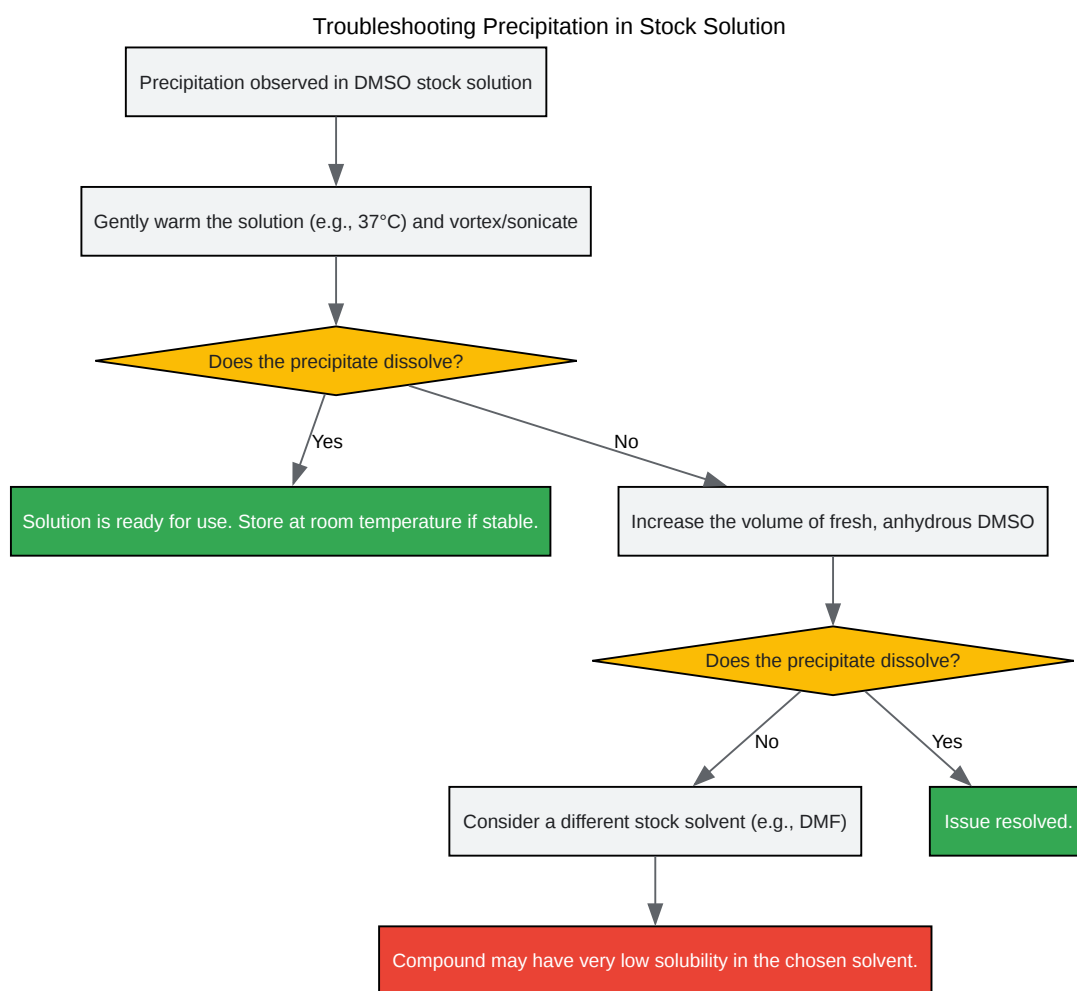 Troubleshooting Precipitation in Stock Solution
Precipitation observed in DMSO stock solution
Gently warm the solution (e.g., 37°C) and vortex/sonicate
Does the precipitate dissolve?
Yes
No
Solution is ready for use. Store at room temperature if stable.
Increase the volume of fresh, anhydrous DMSO
Does the precipitate dissolve?
No
Yes
Consider a different stock solvent (e.g., DMF)
Issue resolved.
Compound may have very low solubility in the chosen solvent.